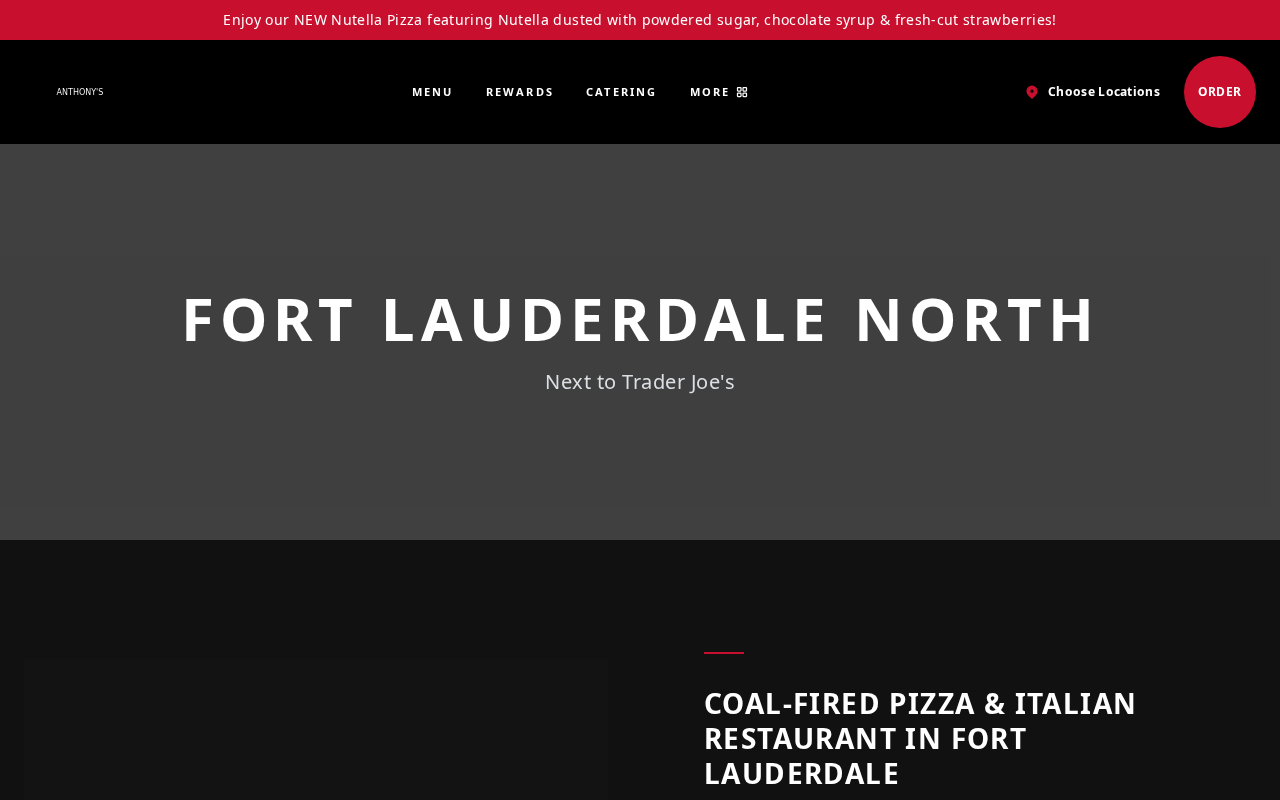 Enjoy our NEW Nutella Pizza featuring Nutella dusted with powdered sugar, chocolate syrup & fresh-cut strawberries!
ANTHONY'S
MENU
REWARDS
CATERING
MORE
Choose Locations
ORDER
FORT LAUDERDALE NORTH
Next to Trader Joe's
COAL-FIRED PIZZA & ITALIAN
RESTAURANT IN FORT
LAUDERDALE